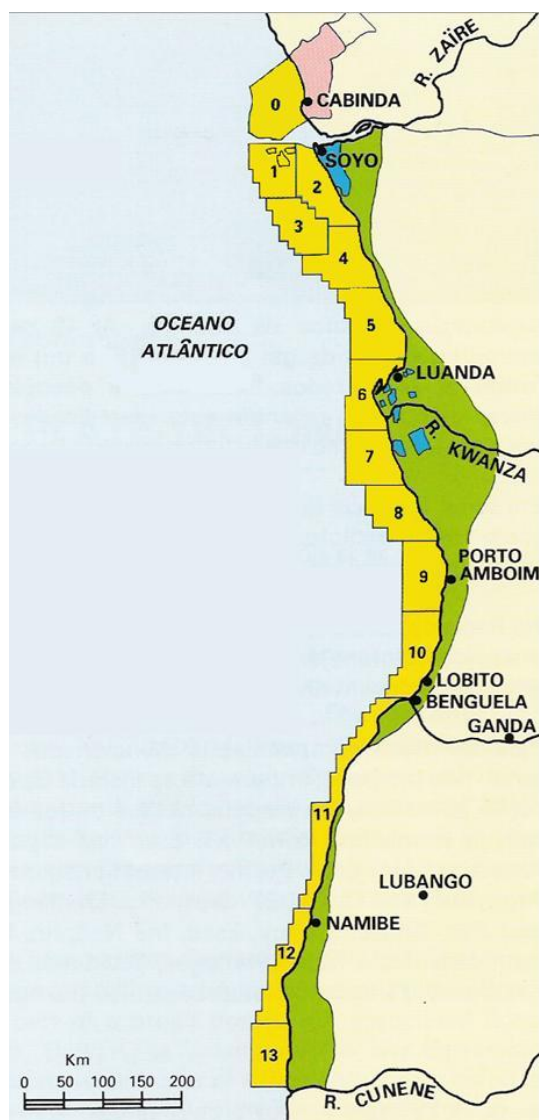 R. ZAÏRE
0
CABINDA
SOYO
1
2
3
4
OCEANO
ATLÂNTICO
5
LUANDA
6
R. KWANZA
7
8
PORTO
AMBOIM
9
10
LOBITO
BENGUELA
GANDA
11
LUBANGO
NAMIBE
12
13
Km
0 50 100 200
R. CUNENE